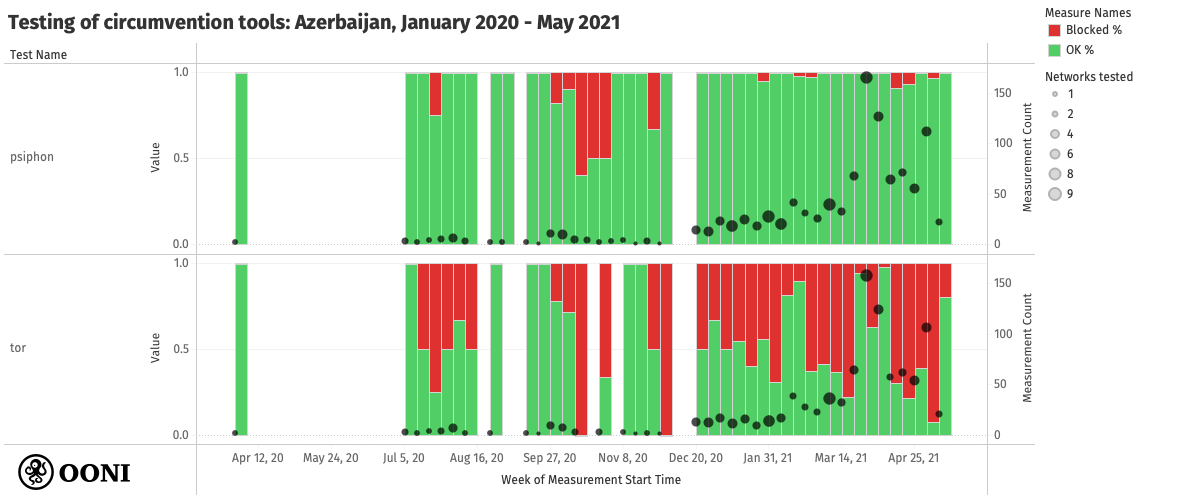 Testing of circumvention tools: Azerbaijan, January 2020 - May 2021
Measure Names
Blocked %
OK %
Networks tested
1
2
4
6
8
9
Test Name
psiphon
Value
1.0
0.5
0.0
150
100
50
0
Measurement Count
tor
Value
1.0
0.5
0.0
150
100
50
0
Measurement Count
Apr 12, 20 May 24, 20 Jul 5, 20 Aug 16, 20 Sep 27, 20 Nov 8, 20 Dec 20, 20 Jan 31, 21 Mar 14, 21 Apr 25, 21
Week of Measurement Start Time
OONI